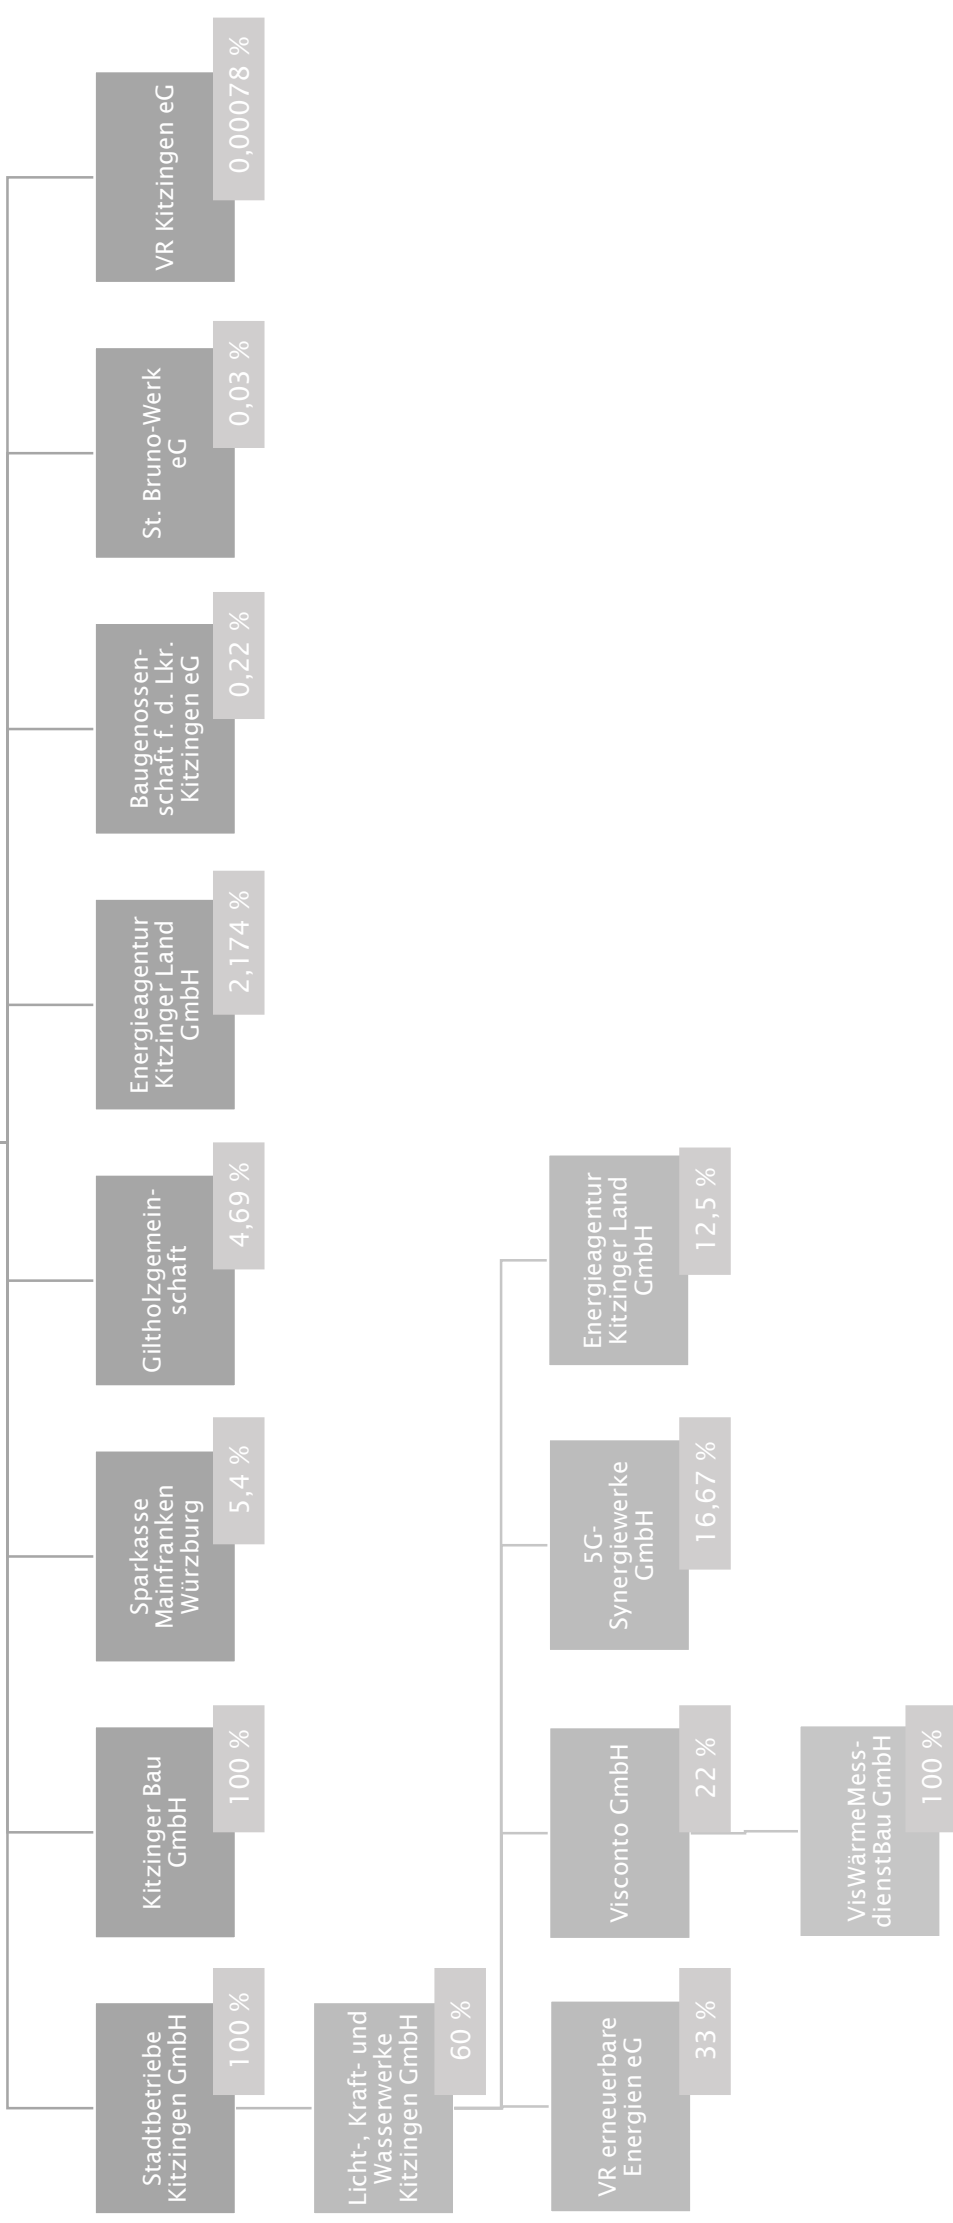 Stadtbetriebe
Kitzingen GmbH
100 %
Kitzinger Bau
GmbH
100 %
Sparkasse
Mainfranken
Würzburg
5,4 %
Giltholzgemein-
schaft
4,69 %
Energieagentur
Kitzinger Land
GmbH
2,174 %
Baugenossen-
schaft f. d. Lkr.
Kitzingen eG
0,22 %
St. Bruno-Werk
eG
0,03 %
VR Kitzingen eG
0,00078 %
Licht-, Kraft- und
Wasserwerke
Kitzingen GmbH
60 %
VR erneuerbare
Energien eG
33 %
Visconto GmbH
22 %
5G-
Synergiewerke
GmbH
16,67 %
Energieagentur
Kitzinger Land
GmbH
12,5 %
VisWärmeMess-
dienstBau GmbH
100 %